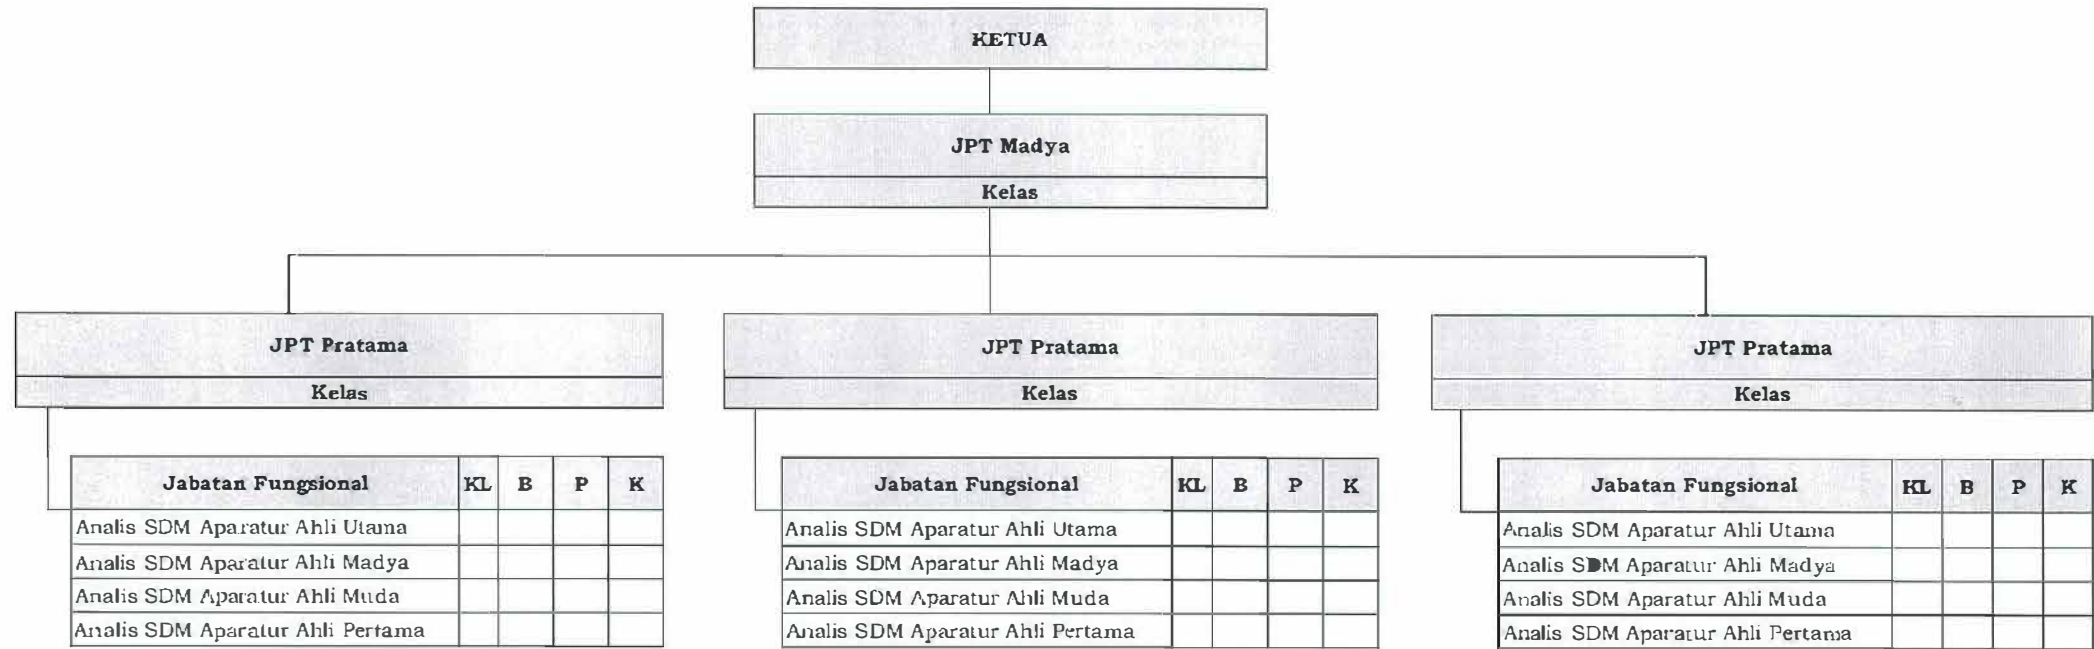 KETUA
JPT Madya
Kelas
JPT Pratama
Kelas
Jabatan Fungsional KL B P K
Analis SDM Aparatur Ahli Utama
Analis SDM Aparatur Ahli Madya
Analis SDM Aparatur Ahli Muda
Analis SDM Aparatur Ahli Pertama
JPT Pratama
Kelas
Jabatan Fungsional KL B P K
Analis SDM Aparatur Ahli Utama
Analis SDM Aparatur Ahli Madya
Analis SDM Aparatur Ahli Muda
Analis SDM Aparatur Ahli Pertama
JPT Pratama
Kelas
Jabatan Fungsional KL B P K
Analis SDM Aparatur Ahli Utama
Analis SDM Aparatur Ahli Madya
Analis SDM Aparatur Ahli Muda
Analis SDM Aparatur Ahli Pertama